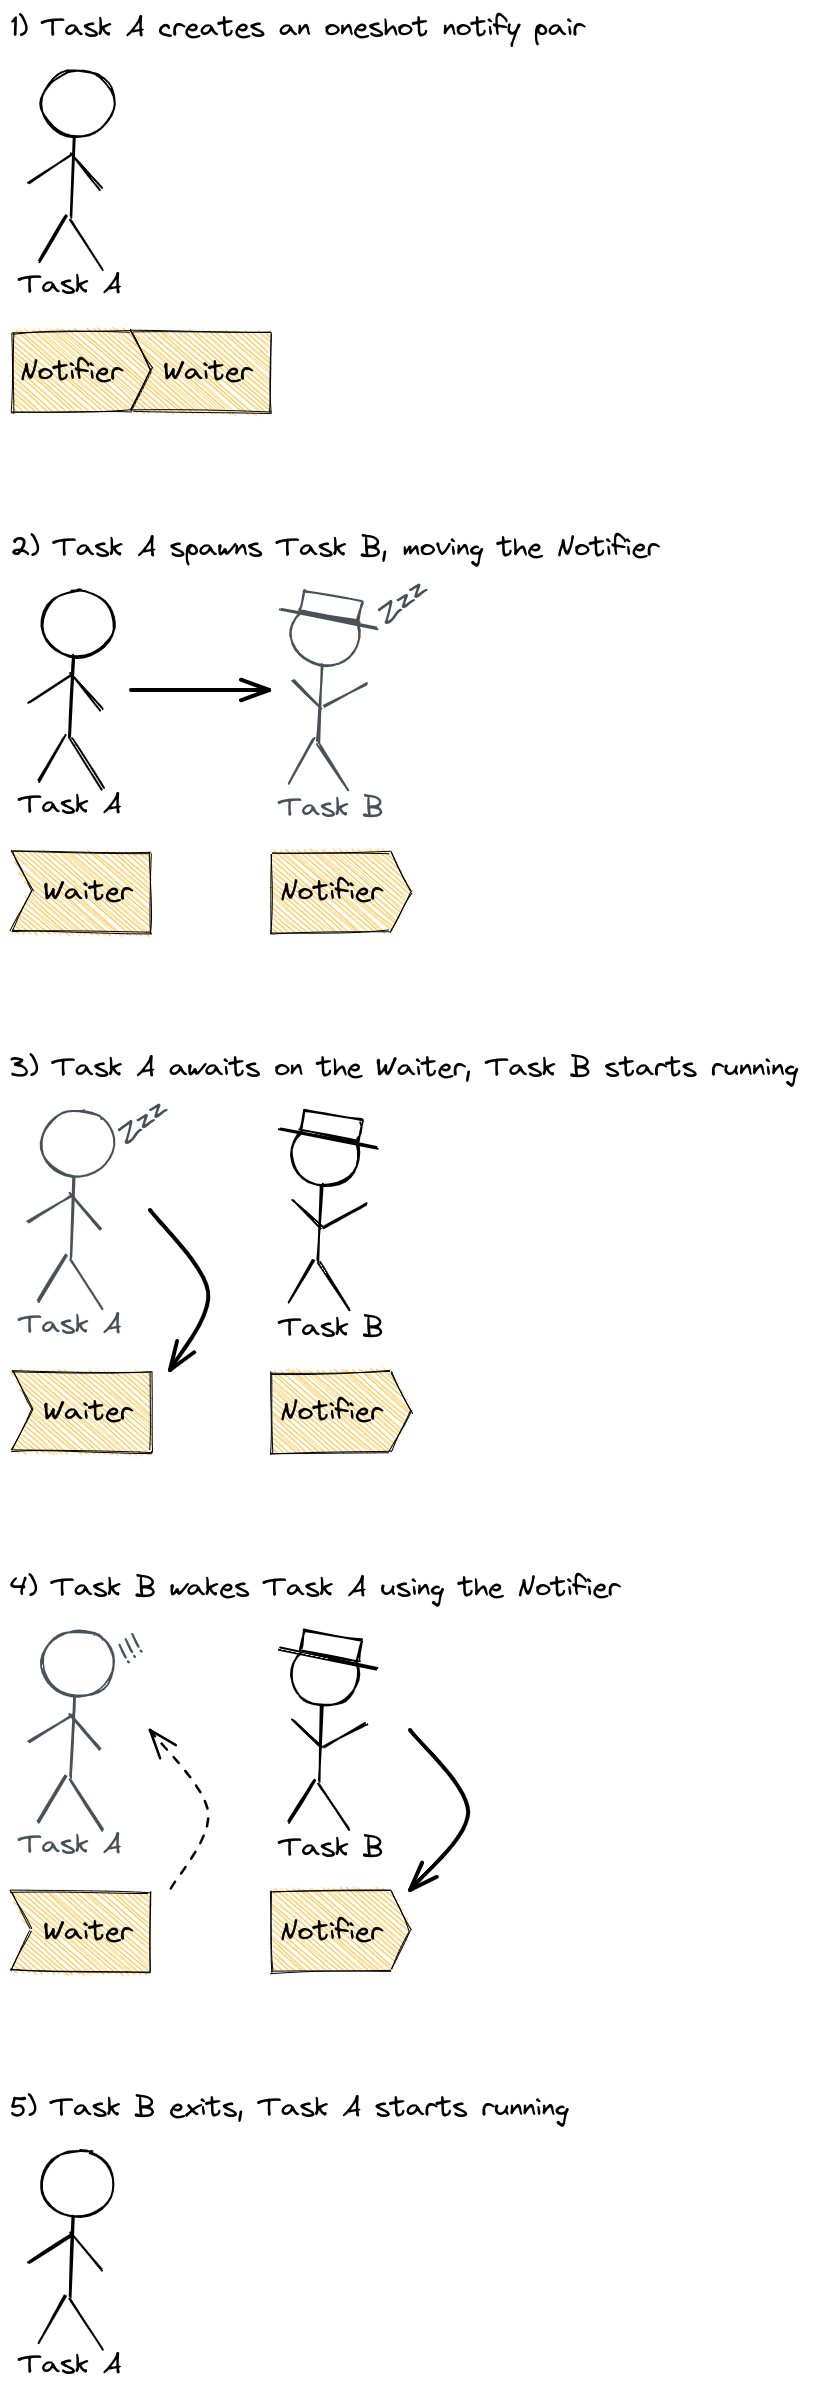 1) Task A creates an oneshot notify pair
Task A
Notifier Waiter
2) Task A spawns Task B, moving the Notifier
zzz
Task A Task B
Waiter Notifier
3) Task A awaits on the Waiter, Task B starts running
zzz
Task A Task B
Waiter Notifier
4) Task B wakes Task A using the Notifier
!!!
Task A Task B
Waiter Notifier
5) Task B exits, Task A starts running
Task A